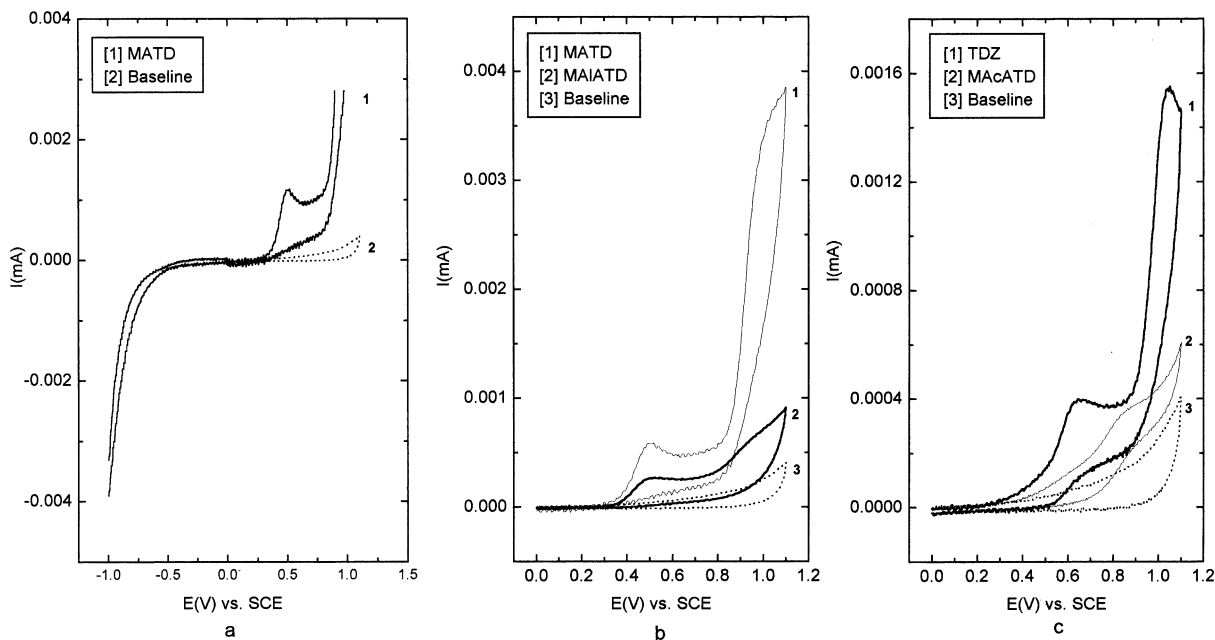 [1] MATD
[2] Baseline
0.004
0.002
0.000
-0.002
-0.004
I(mA)
1
2
-1.0
-0.5
0.0
0.5
1.0
1.5
E(V) vs. SCE
a
[1] MATD
[2] MAlATD
[3] Baseline
0.004
0.003
0.002
0.001
0.000
I(mA)
1
2
3
0.0
0.2
0.4
0.6
0.8
1.0
1.2
E(V) vs. SCE
b
[1] TDZ
[2] MAcATD
[3] Baseline
0.0016
0.0012
0.0008
0.0004
0.0000
I(mA)
1
2
3
0.0
0.2
0.4
0.6
0.8
1.0
1.2
E(V) vs. SCE
c